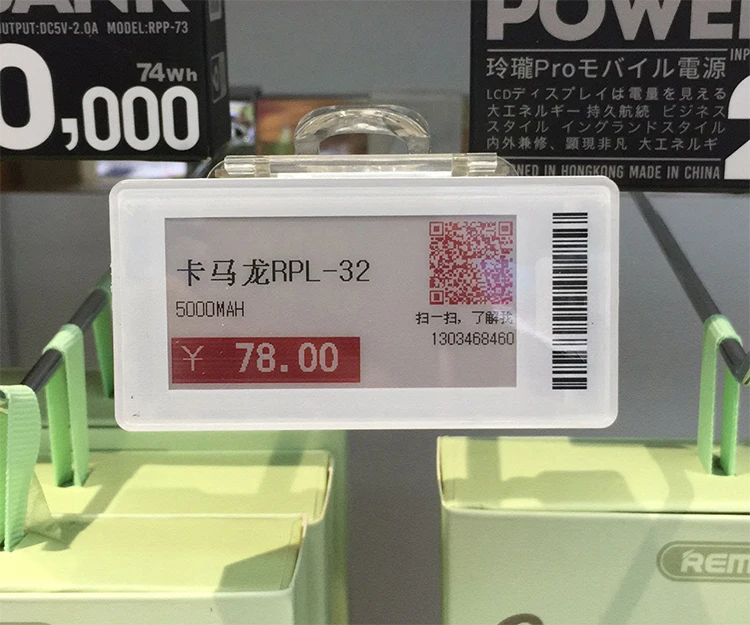 OUTPUT:DC5V-2.0A MODEL:RPP-73
74Wh
0,000
POWE
玲瓏Proモバイル電源
LCDディスプレイは電量を見える
大エネルギー 持久航続 ビジネス
スタイル イングランドスタイル
内外兼修、顕現非凡 大エネルギ
NED IN HONGKONG MADE IN CHINA
卡马龙RPL-32
5000MAH
¥ 78.00
扫一扫，了解我
1303468460
REM